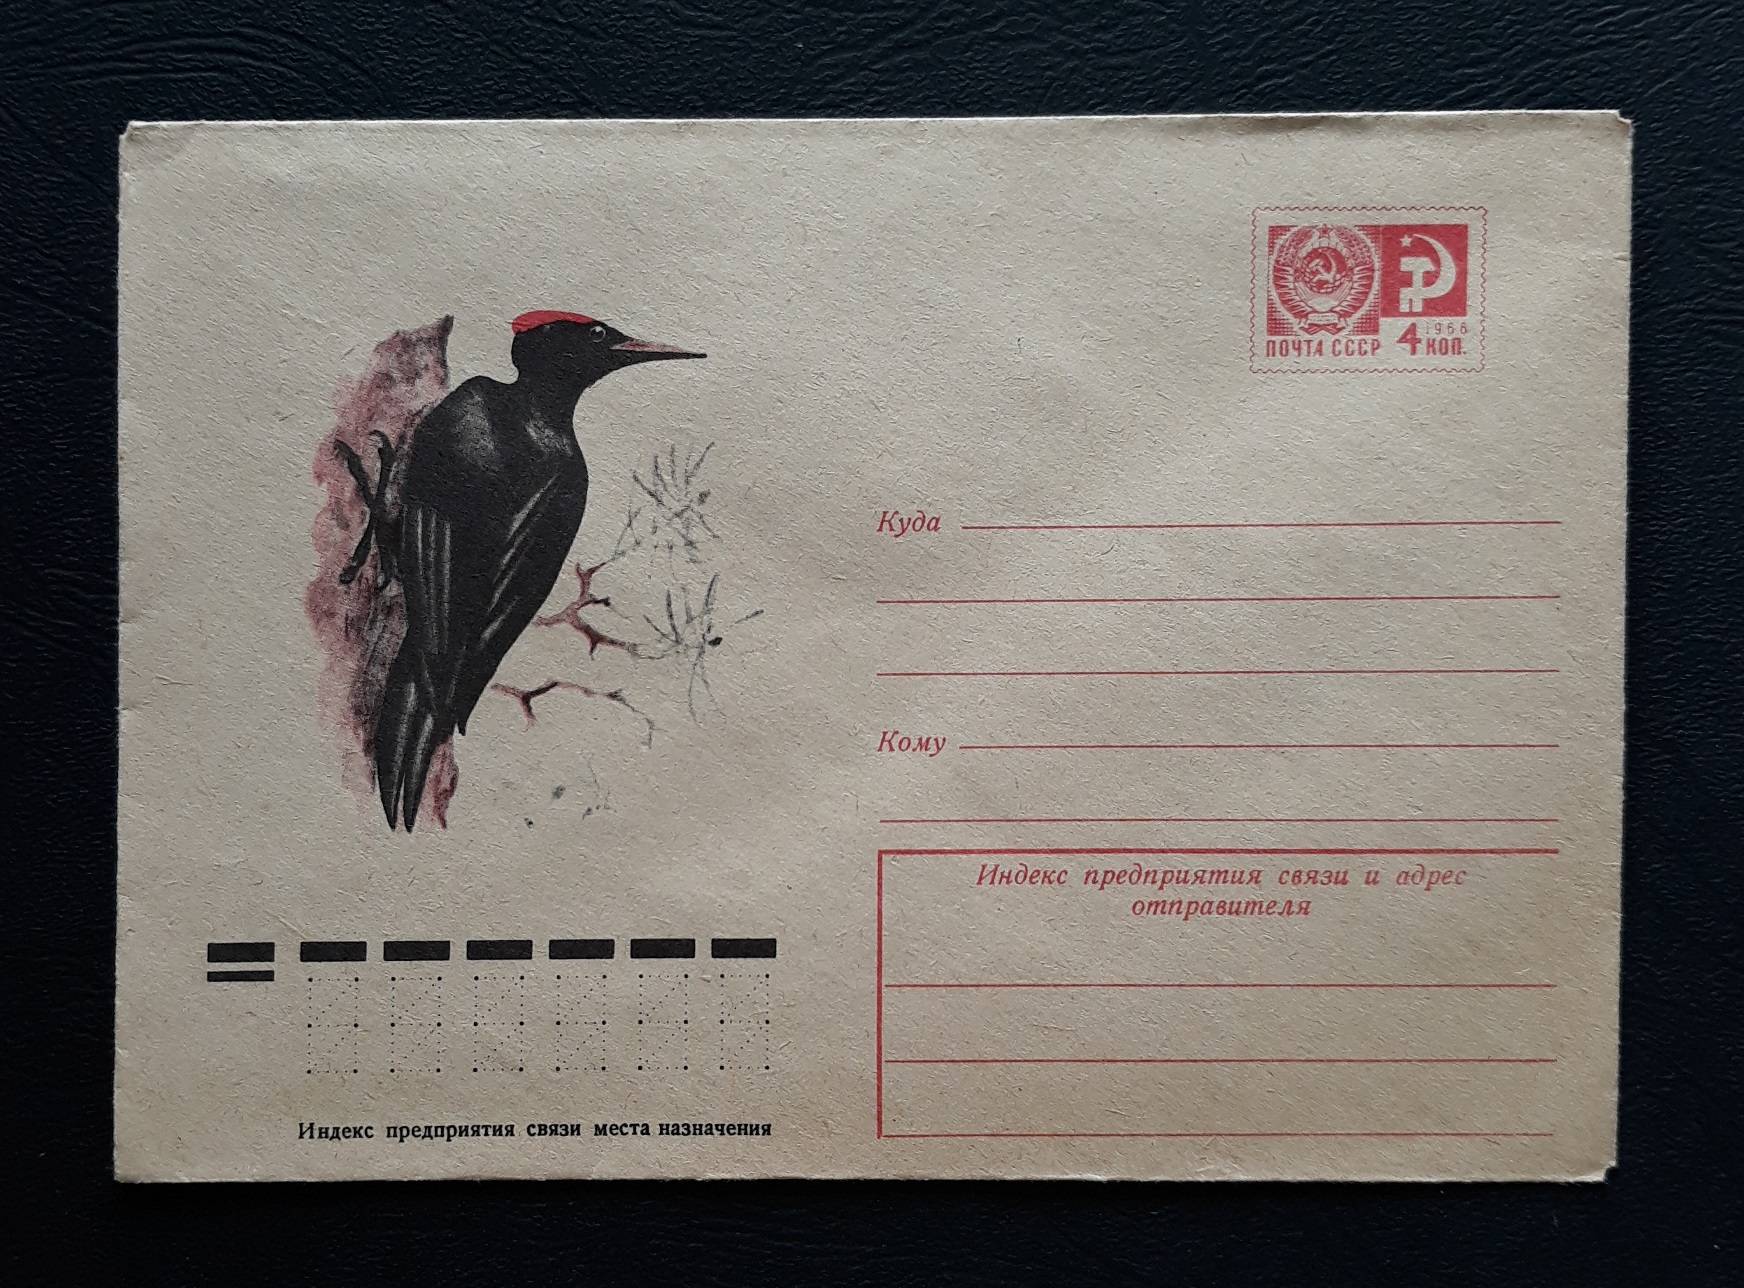 1966
ПОЧТА СССР 4 КОП.
Куда
Кому
Индекс предприятия связи и адрес
отправителя
Индекс предприятия связи места назначения